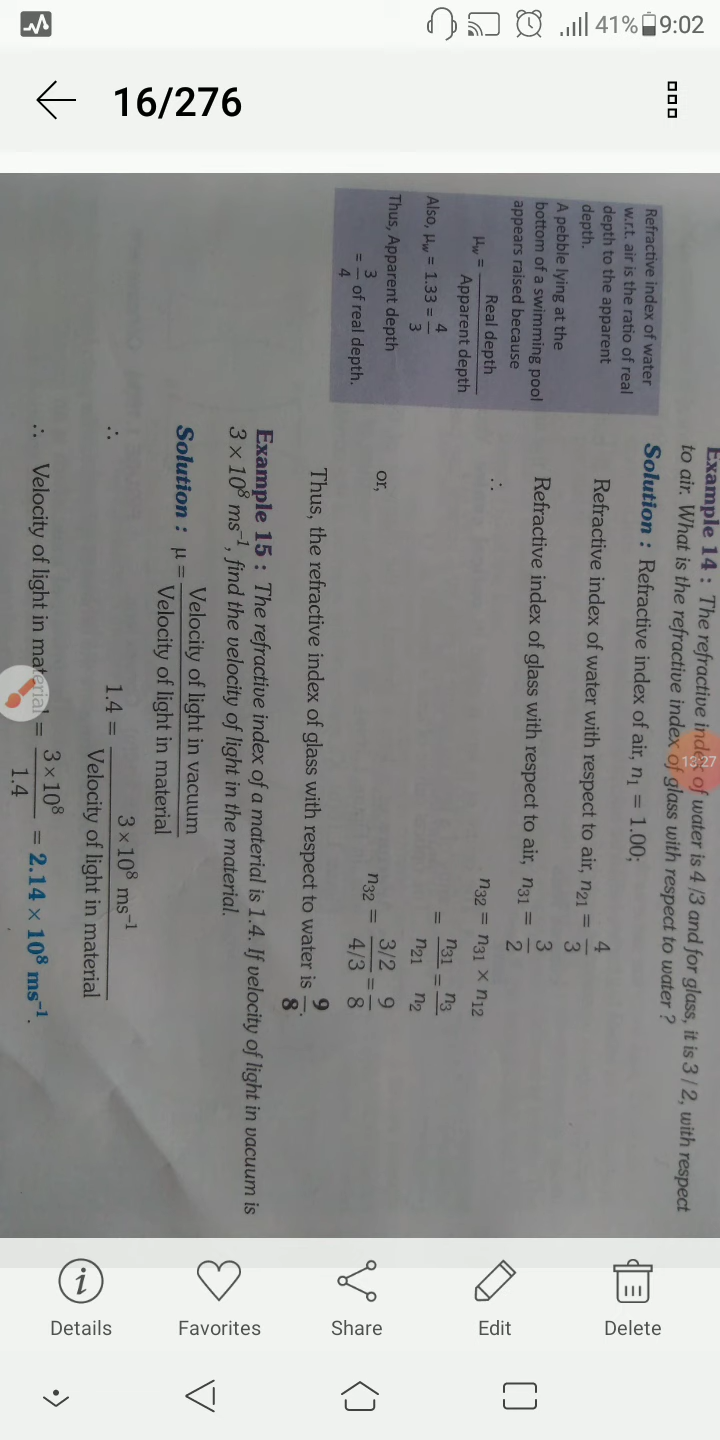 41% 9:02
16/276
Example 14 : The refractive index of water is 4 /3 and for glass, it is 3 / 2, with respect
to air. What is the refractive index of glass with respect to water ?
13:27
Solution : Refractive index of air, n₁ = 1.00;
Refractive index of water with respect to air, n₂₁ = 4/3
Refractive index of glass with respect to air, n₃₁ = 3/2
∴ n₃₂ = n₃₁ × n₁₂
= n₃₁/n₂₁ = n₃/n₂
or, n₃₂ = (3/2)/(4/3) = 9/8
Thus, the refractive index of glass with respect to water is 9/8.
Refractive index of water
w.r.t. air is the ratio of real
depth to the apparent
depth.
A pebble lying at the
bottom of a swimming pool
appears raised because
μw = Real depth/Apparent depth
Also, μw = 1.33 = 4/3
Thus, Apparent depth
= 3/4 of real depth.
Example 15 : The refractive index of a material is 1.4. If velocity of light in vacuum is
3 × 10⁸ ms⁻¹, find the velocity of light in the material.
Solution : μ = Velocity of light in vacuum/Velocity of light in material
∴ 1.4 = 3 × 10⁸ ms⁻¹/Velocity of light in material
∴ Velocity of light in material = 3 × 10⁸/1.4 = 2.14 × 10⁸ ms⁻¹.
Details Favorites Share Edit Delete